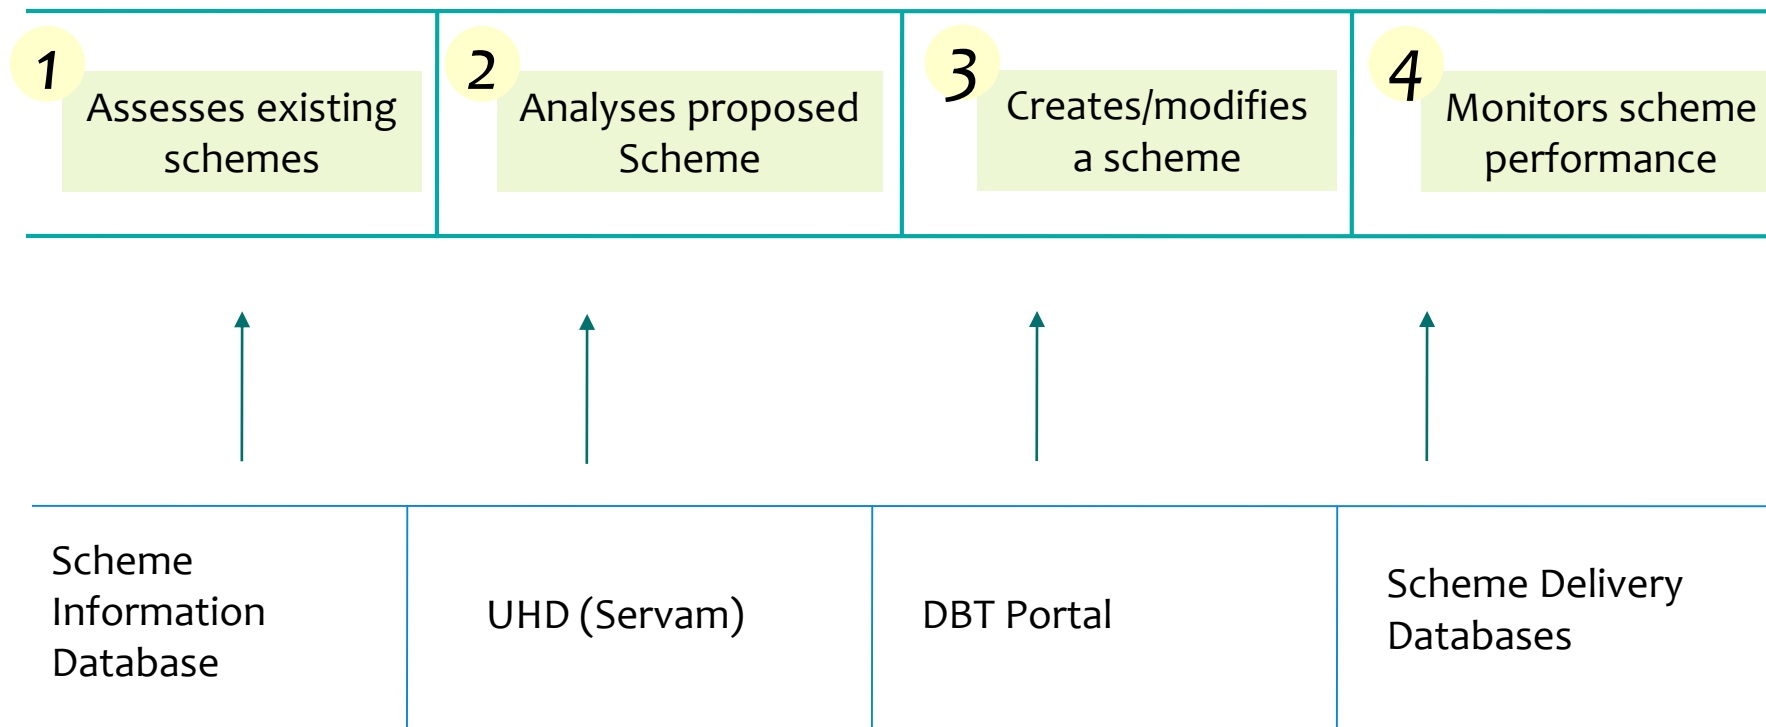 1
Assesses existing
schemes
2
Analyses proposed
Scheme
3
Creates/modifies
a scheme
4
Monitors scheme
performance
Scheme
Information
Database
UHD (Servam)
DBT Portal
Scheme Delivery
Databases